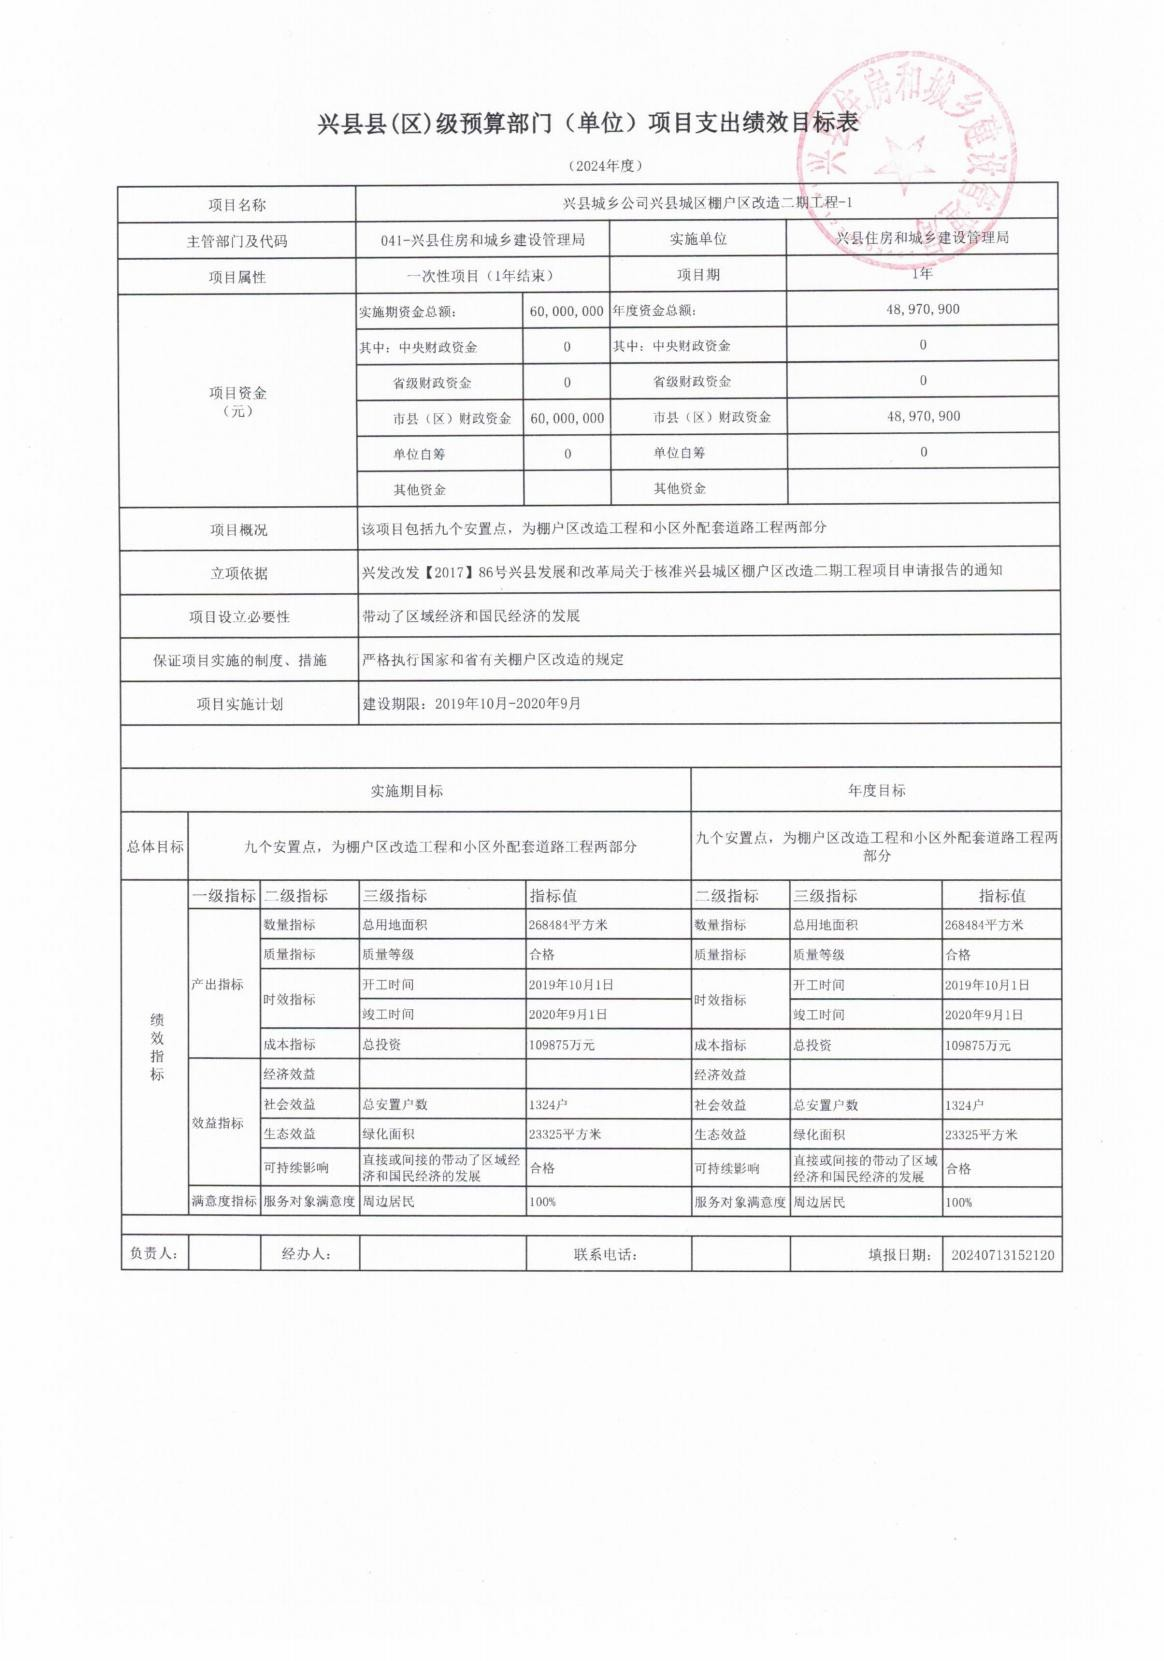 兴县县(区)级预算部门（单位）项目支出绩效目标表
（2024年度）
兴县住房和城乡建设管理局
项目名称 兴县城乡公司兴县城区棚户区改造二期工程-1
主管部门及代码 041-兴县住房和城乡建设管理局 实施单位 兴县住房和城乡建设管理局
项目属性 一次性项目（1年结束） 项目期 1年
项目资金
（元）
实施期资金总额： 60,000,000 年度资金总额： 48,970,900
其中：中央财政资金 0 其中：中央财政资金 0
省级财政资金 0 省级财政资金 0
市县（区）财政资金 60,000,000 市县（区）财政资金 48,970,900
单位自筹 0 单位自筹 0
其他资金 其他资金
项目概况 该项目包括九个安置点，为棚户区改造工程和小区外配套道路工程两部分
立项依据 兴发改发【2017】86号兴县发展和改革局关于核准兴县城区棚户区改造二期工程项目申请报告的通知
项目设立必要性 带动了区域经济和国民经济的发展
保证项目实施的制度、措施 严格执行国家和省有关棚户区改造的规定
项目实施计划 建设期限：2019年10月-2020年9月
实施期目标 年度目标
总体目标 九个安置点，为棚户区改造工程和小区外配套道路工程两部分 九个安置点，为棚户区改造工程和小区外配套道路工程两
部分
绩效指标
一级指标 二级指标 三级指标 指标值 二级指标 三级指标 指标值
产出指标
数量指标 总用地面积 268484平方米 数量指标 总用地面积 268484平方米
质量指标 质量等级 合格 质量指标 质量等级 合格
时效指标 开工时间 2019年10月1日 时效指标 开工时间 2019年10月1日
竣工时间 2020年9月1日 竣工时间 2020年9月1日
成本指标 总投资 109875万元 成本指标 总投资 109875万元
效益指标
经济效益 经济效益
社会效益 总安置户数 1324户 社会效益 总安置户数 1324户
生态效益 绿化面积 23325平方米 生态效益 绿化面积 23325平方米
可持续影响 直接或间接的带动了区域经 合格 可持续影响 直接或间接的带动了区域 合格
济和国民经济的发展 经济和国民经济的发展
满意度指标 服务对象满意度 周边居民 100% 服务对象满意度 周边居民 100%
负责人： 经办人： 联系电话： 填报日期： 20240713152120